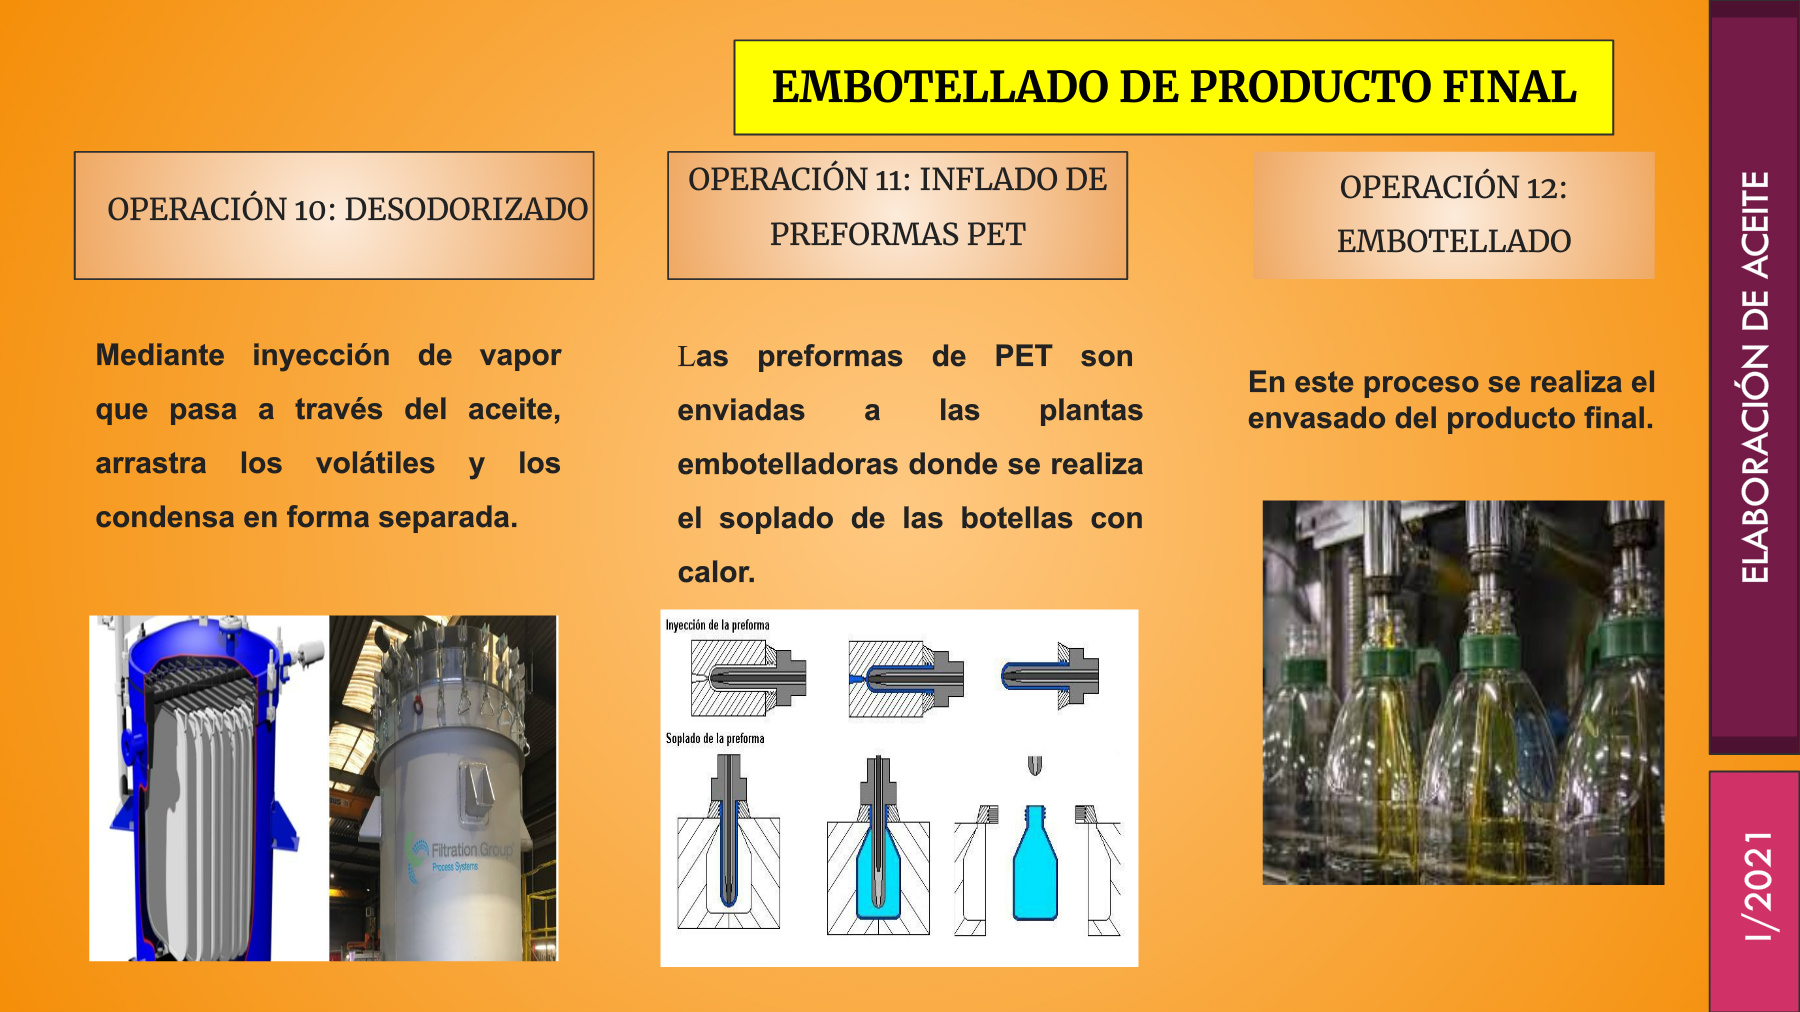 EMBOTELLADO DE PRODUCTO FINAL
OPERACIÓN 10: DESODORIZADO
Mediante inyección de vapor
que pasa a través del aceite,
arrastra los volátiles y los
condensa en forma separada.
Filtration Group
Process Systems
OPERACIÓN 11: INFLADO DE
PREFORMAS PET
Las preformas de PET son
enviadas a las plantas
embotelladoras donde se realiza
el soplado de las botellas con
calor.
Inyección de la preforma
Soplado de la preforma
OPERACIÓN 12:
EMBOTELLADO
En este proceso se realiza el
envasado del producto final.
ELABORACIÓN DE ACEITE
I/2021